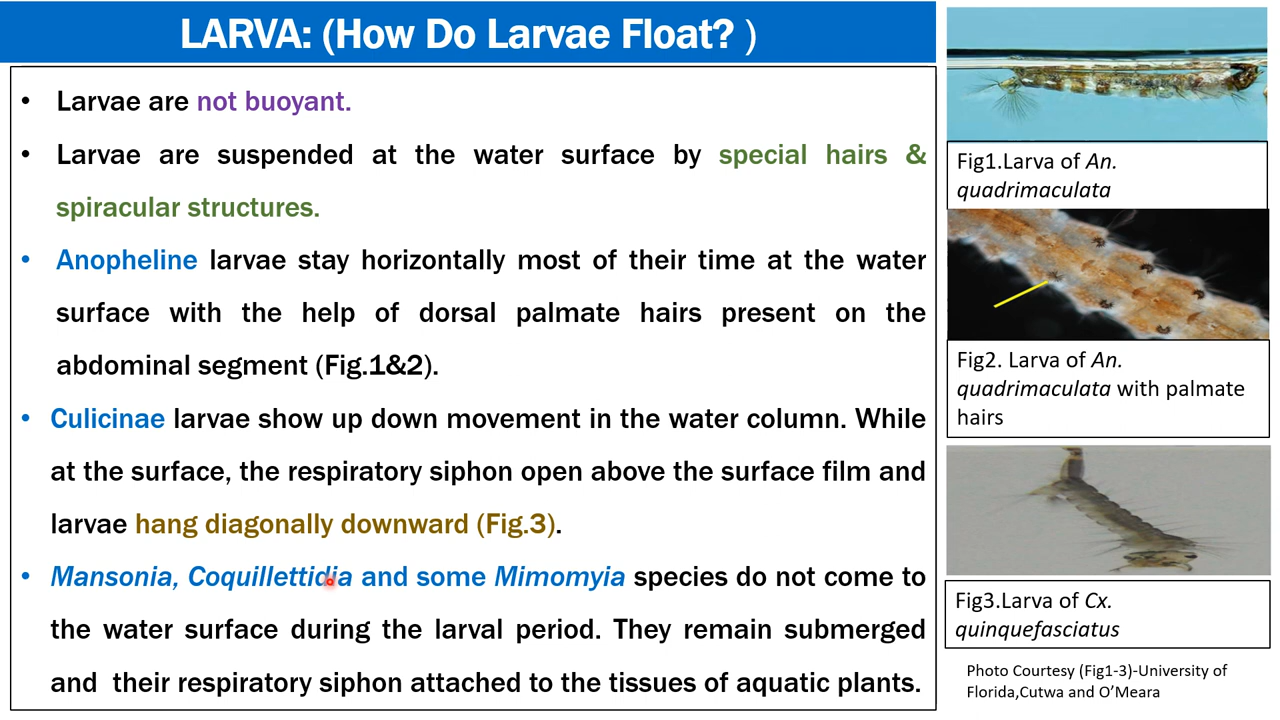 LARVA: (How Do Larvae Float? )
• Larvae are not buoyant.
• Larvae are suspended at the water surface by special hairs &
spiracular structures.
• Anopheline larvae stay horizontally most of their time at the water
surface with the help of dorsal palmate hairs present on the
abdominal segment (Fig.1&2).
• Culicinae larvae show up down movement in the water column. While
at the surface, the respiratory siphon open above the surface film and
larvae hang diagonally downward (Fig.3).
• Mansonia, Coquillettidia and some Mimomyia species do not come to
the water surface during the larval period. They remain submerged
and their respiratory siphon attached to the tissues of aquatic plants.
Fig1.Larva of An.
quadrimaculata
Fig2. Larva of An.
quadrimaculata with palmate
hairs
Fig3.Larva of Cx.
quinquefasciatus
Photo Courtesy (Fig1-3)-University of
Florida,Cutwa and O’Meara